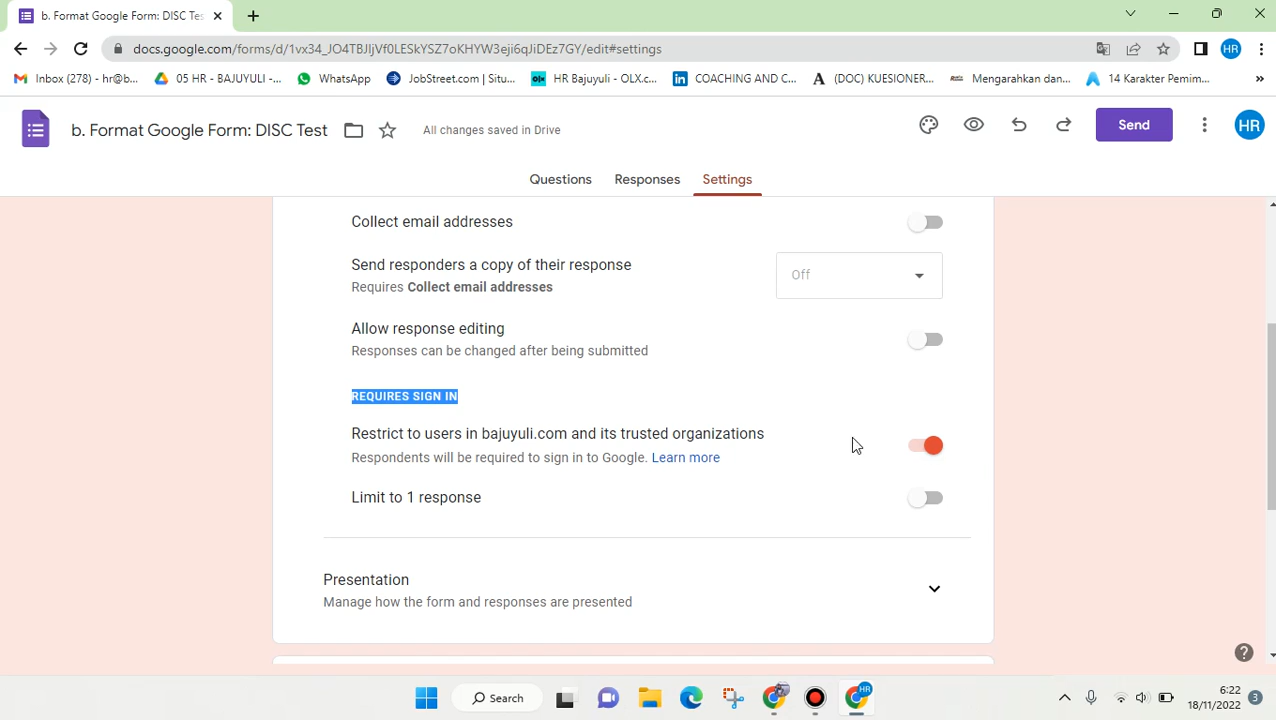 b. Format Google Form: DISC Te
docs.google.com/forms/d/1vx34_JO4TBJIjVf0LESkYSZ7oKHYW3eji6qJiDEz7GY/edit#settings
HR
Inbox (278) - hr@b...
05 HR - BAJUYULI -...
WhatsApp
JobStreet.com | Situ...
HR Bajuyuli - OLX.c...
COACHING AND C...
(DOC) KUESIONER...
Mengarahkan dan...
14 Karakter Pemim...
»
b. Format Google Form: DISC Test
All changes saved in Drive
Send
HR
Questions
Responses
Settings
Collect email addresses
Send responders a copy of their response
Requires Collect email addresses
Off
Allow response editing
Responses can be changed after being submitted
REQUIRES SIGN IN
Restrict to users in bajuyuli.com and its trusted organizations
Respondents will be required to sign in to Google. Learn more
Limit to 1 response
Presentation
Manage how the form and responses are presented
Search
HR
6:22
18/11/2022
3